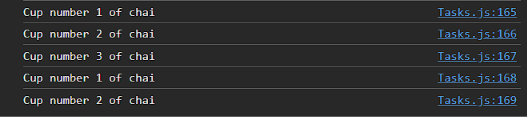 Cup number 1 of chai Tasks.js:165
Cup number 2 of chai Tasks.js:166
Cup number 3 of chai Tasks.js:167
Cup number 1 of chai Tasks.js:168
Cup number 2 of chai Tasks.js:169